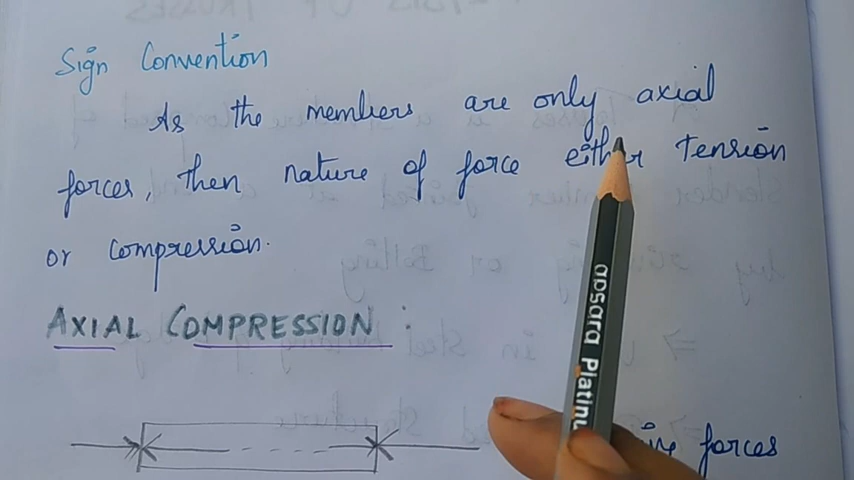 Sign Convention
As the members are only axial
forces, then nature of force either Tension
or compression.
AXIAL COMPRESSION :
forces
apsara Platinu